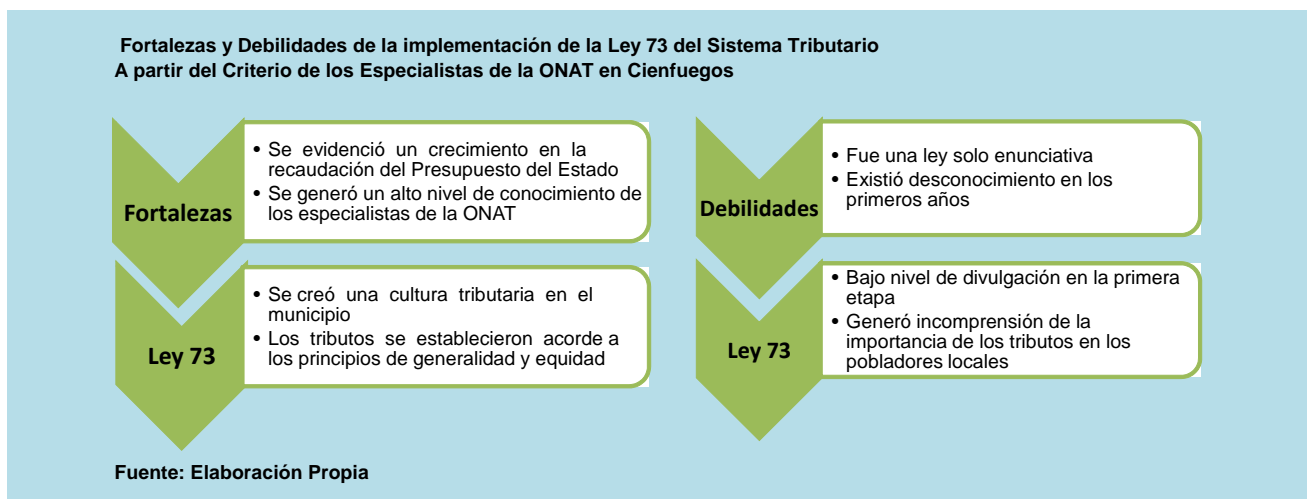 Fortalezas y Debilidades de la implementación de la Ley 73 del Sistema Tributario
A partir del Criterio de los Especialistas de la ONAT en Cienfuegos
Fortalezas
• Se evidenció un crecimiento en la
recaudación del Presupuesto del Estado
• Se generó un alto nivel de conocimiento de
los especialistas de la ONAT
Ley 73
• Se creó una cultura tributaria en el
municipio
• Los tributos se establecieron acorde a
los principios de generalidad y equidad
Debilidades
• Fue una ley solo enunciativa
• Existió desconocimiento en los
primeros años
Ley 73
• Bajo nivel de divulgación en la primera
etapa
• Generó incomprensión de la
importancia de los tributos en los
pobladores locales
Fuente: Elaboración Propia